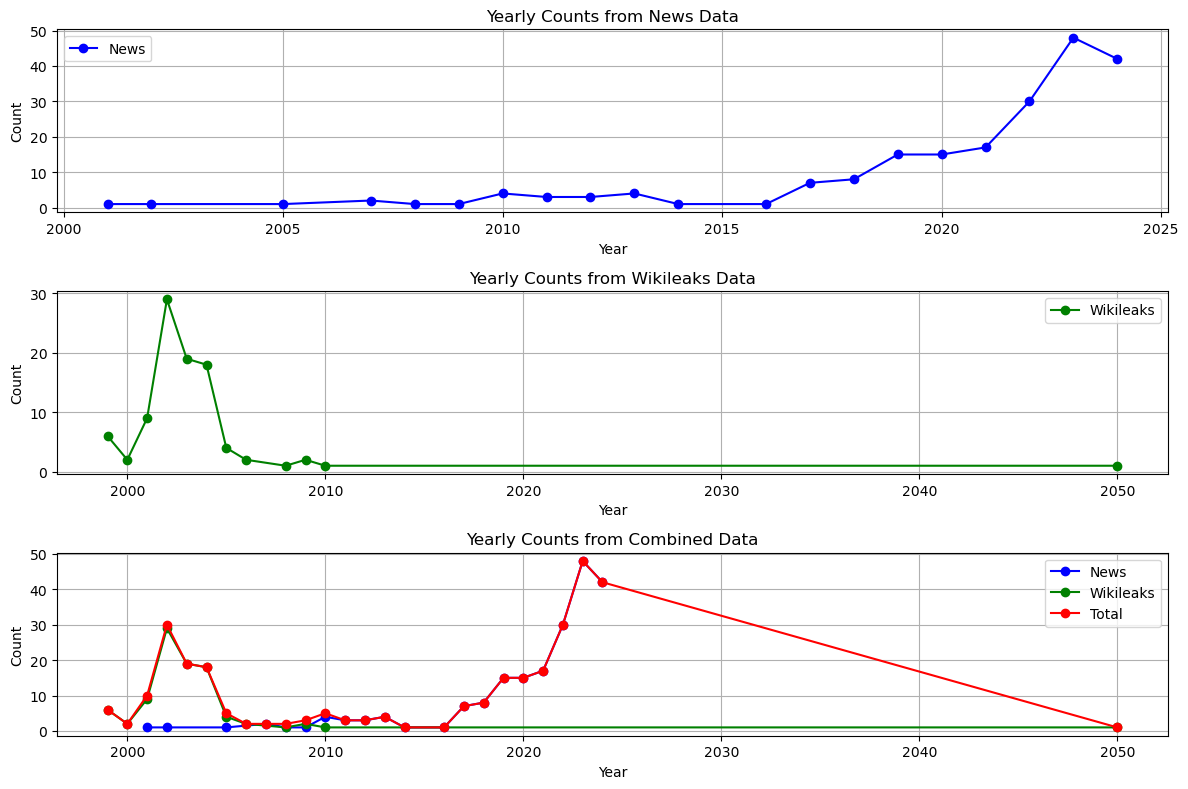 Yearly Counts from News Data
50
40
30
20
10
0
Count
News
2000 2005 2010 2015 2020 2025
Year
Yearly Counts from Wikileaks Data
30
20
10
0
Count
Wikileaks
2000 2010 2020 2030 2040 2050
Year
Yearly Counts from Combined Data
50
40
30
20
10
0
Count
News
Wikileaks
Total
2000 2010 2020 2030 2040 2050
Year